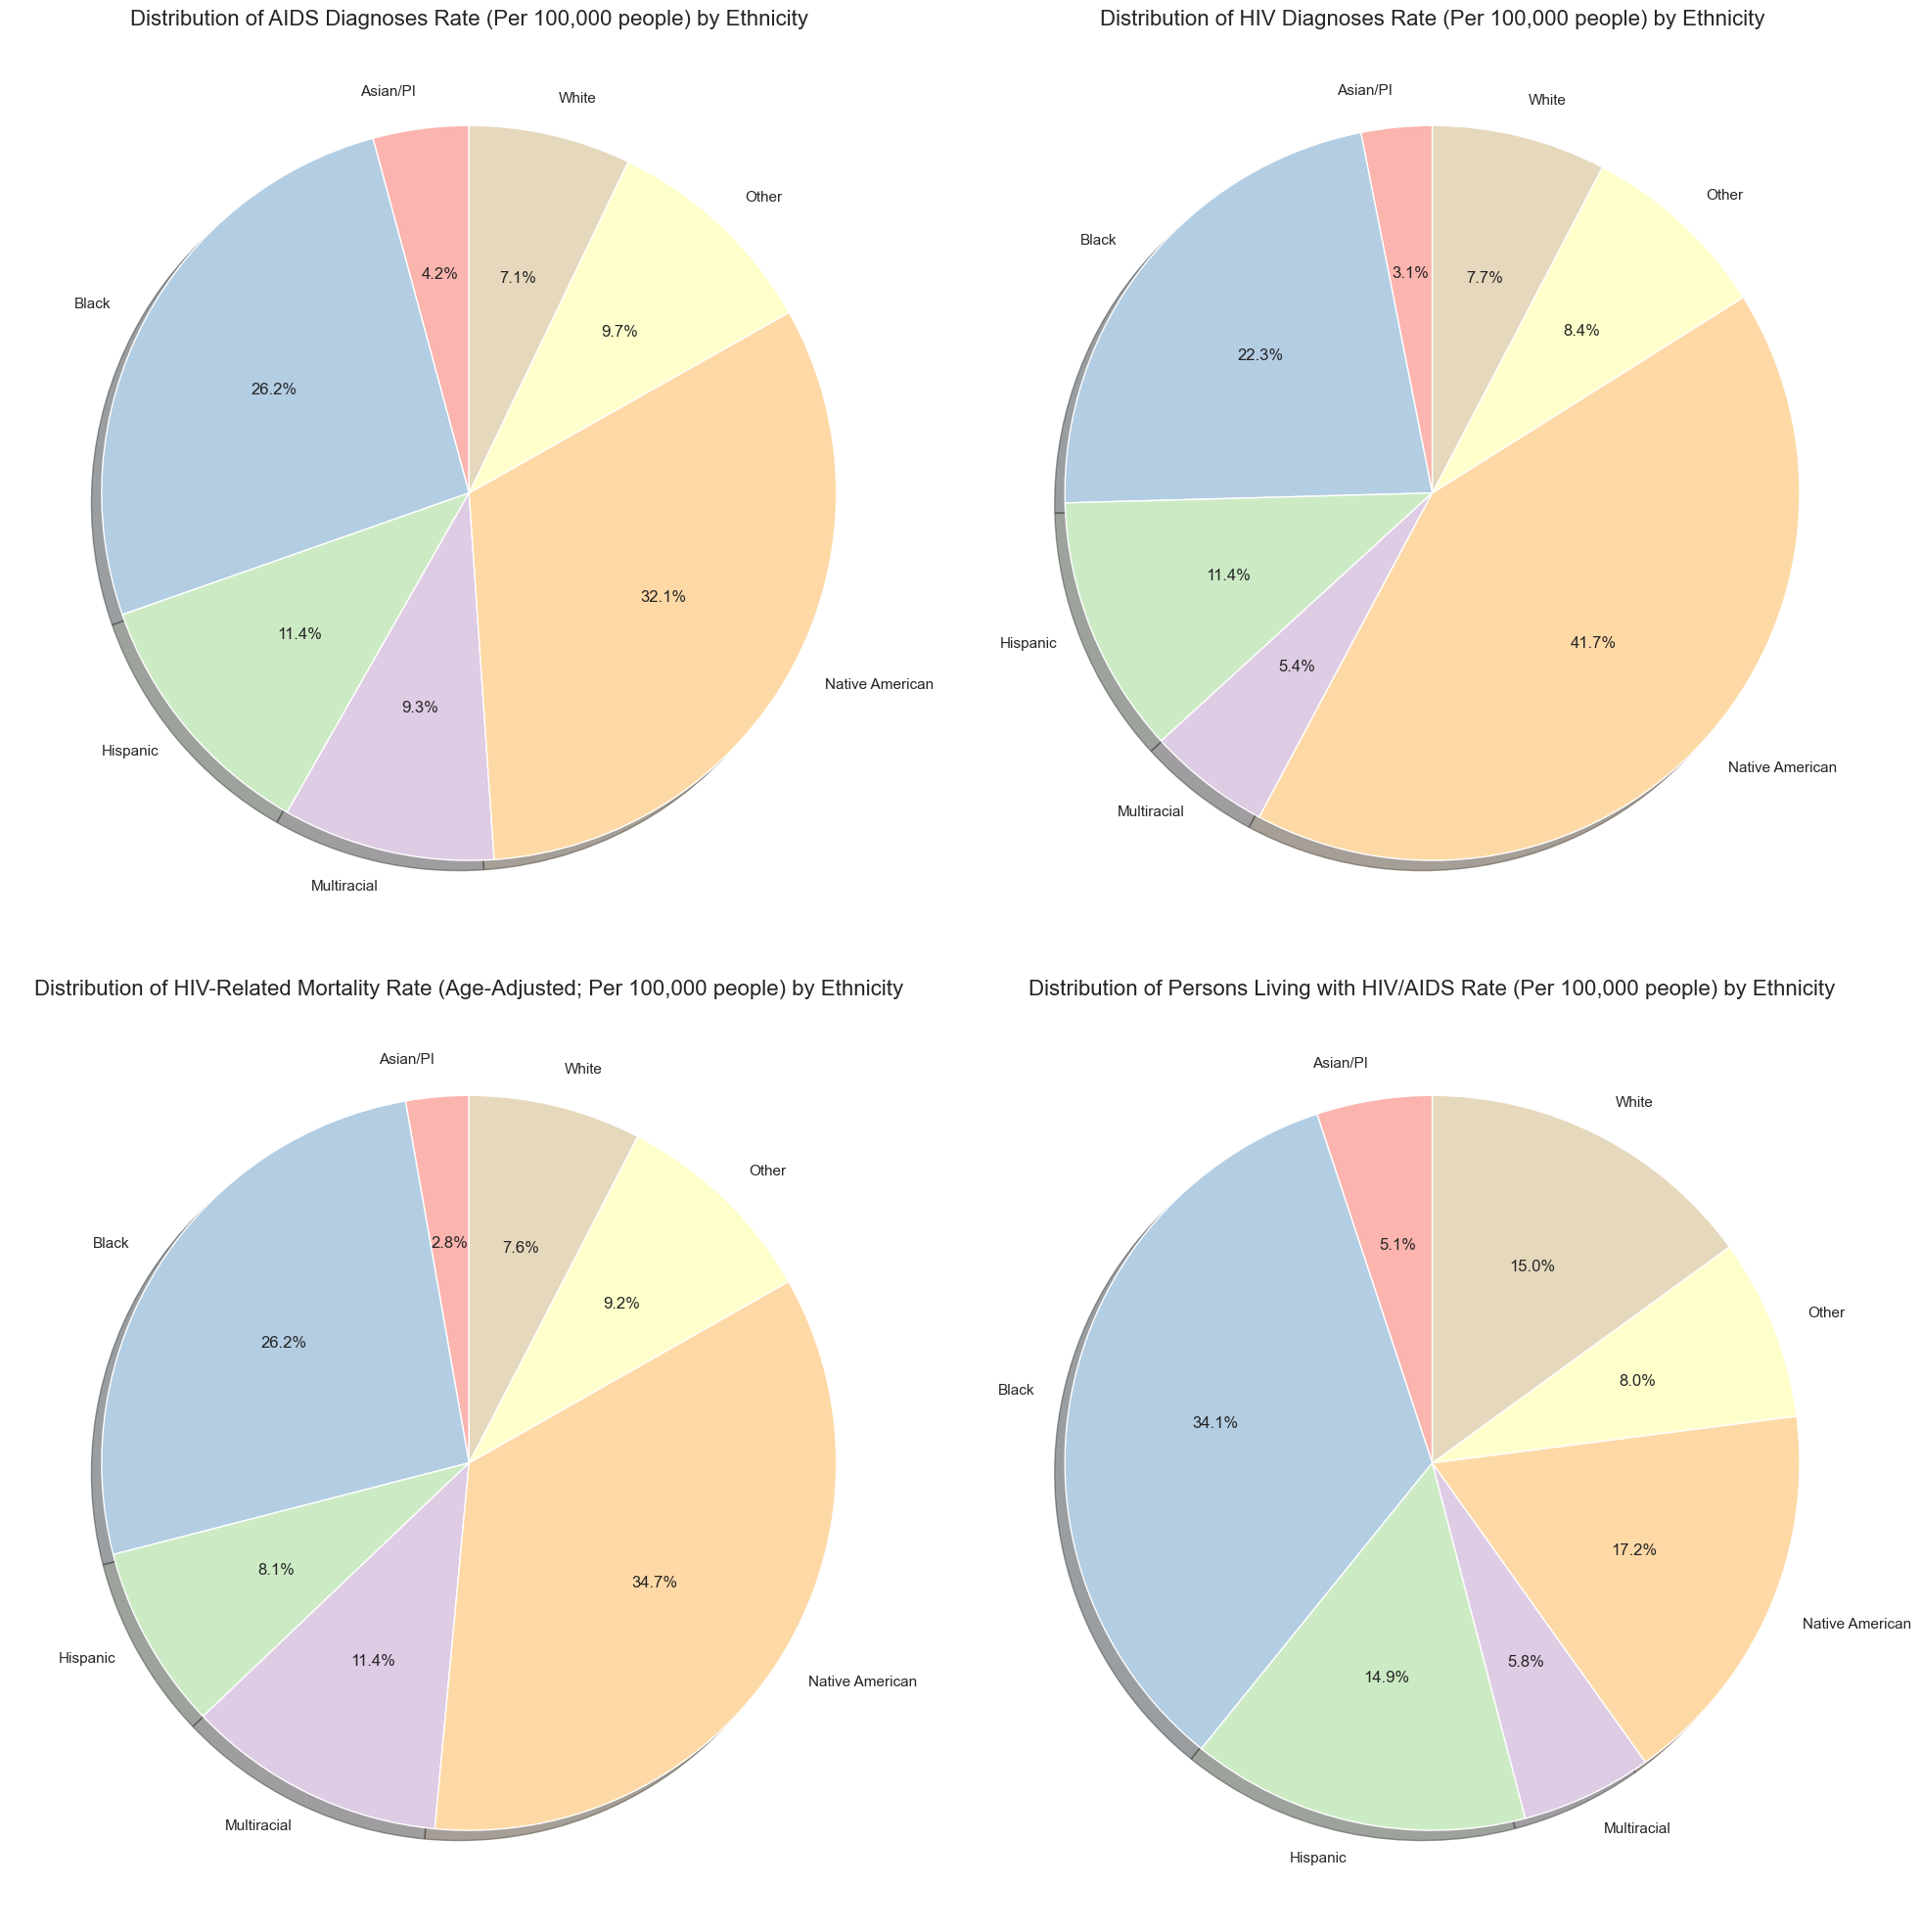 Distribution of AIDS Diagnoses Rate (Per 100,000 people) by Ethnicity
Asian/PI
White
Other
Black
4.2%
7.1%
9.7%
26.2%
32.1%
11.4%
9.3%
Native American
Hispanic
Multiracial
Distribution of HIV Diagnoses Rate (Per 100,000 people) by Ethnicity
Asian/PI
White
Other
Black
3.1%
7.7%
8.4%
22.3%
11.4%
41.7%
5.4%
Hispanic
Native American
Multiracial
Distribution of HIV-Related Mortality Rate (Age-Adjusted; Per 100,000 people) by Ethnicity
Asian/PI
White
Other
Black
2.8%
7.6%
9.2%
26.2%
8.1%
34.7%
11.4%
Hispanic
Native American
Multiracial
Distribution of Persons Living with HIV/AIDS Rate (Per 100,000 people) by Ethnicity
Asian/PI
White
Other
Black
5.1%
15.0%
8.0%
34.1%
17.2%
14.9%
5.8%
Native American
Multiracial
Hispanic